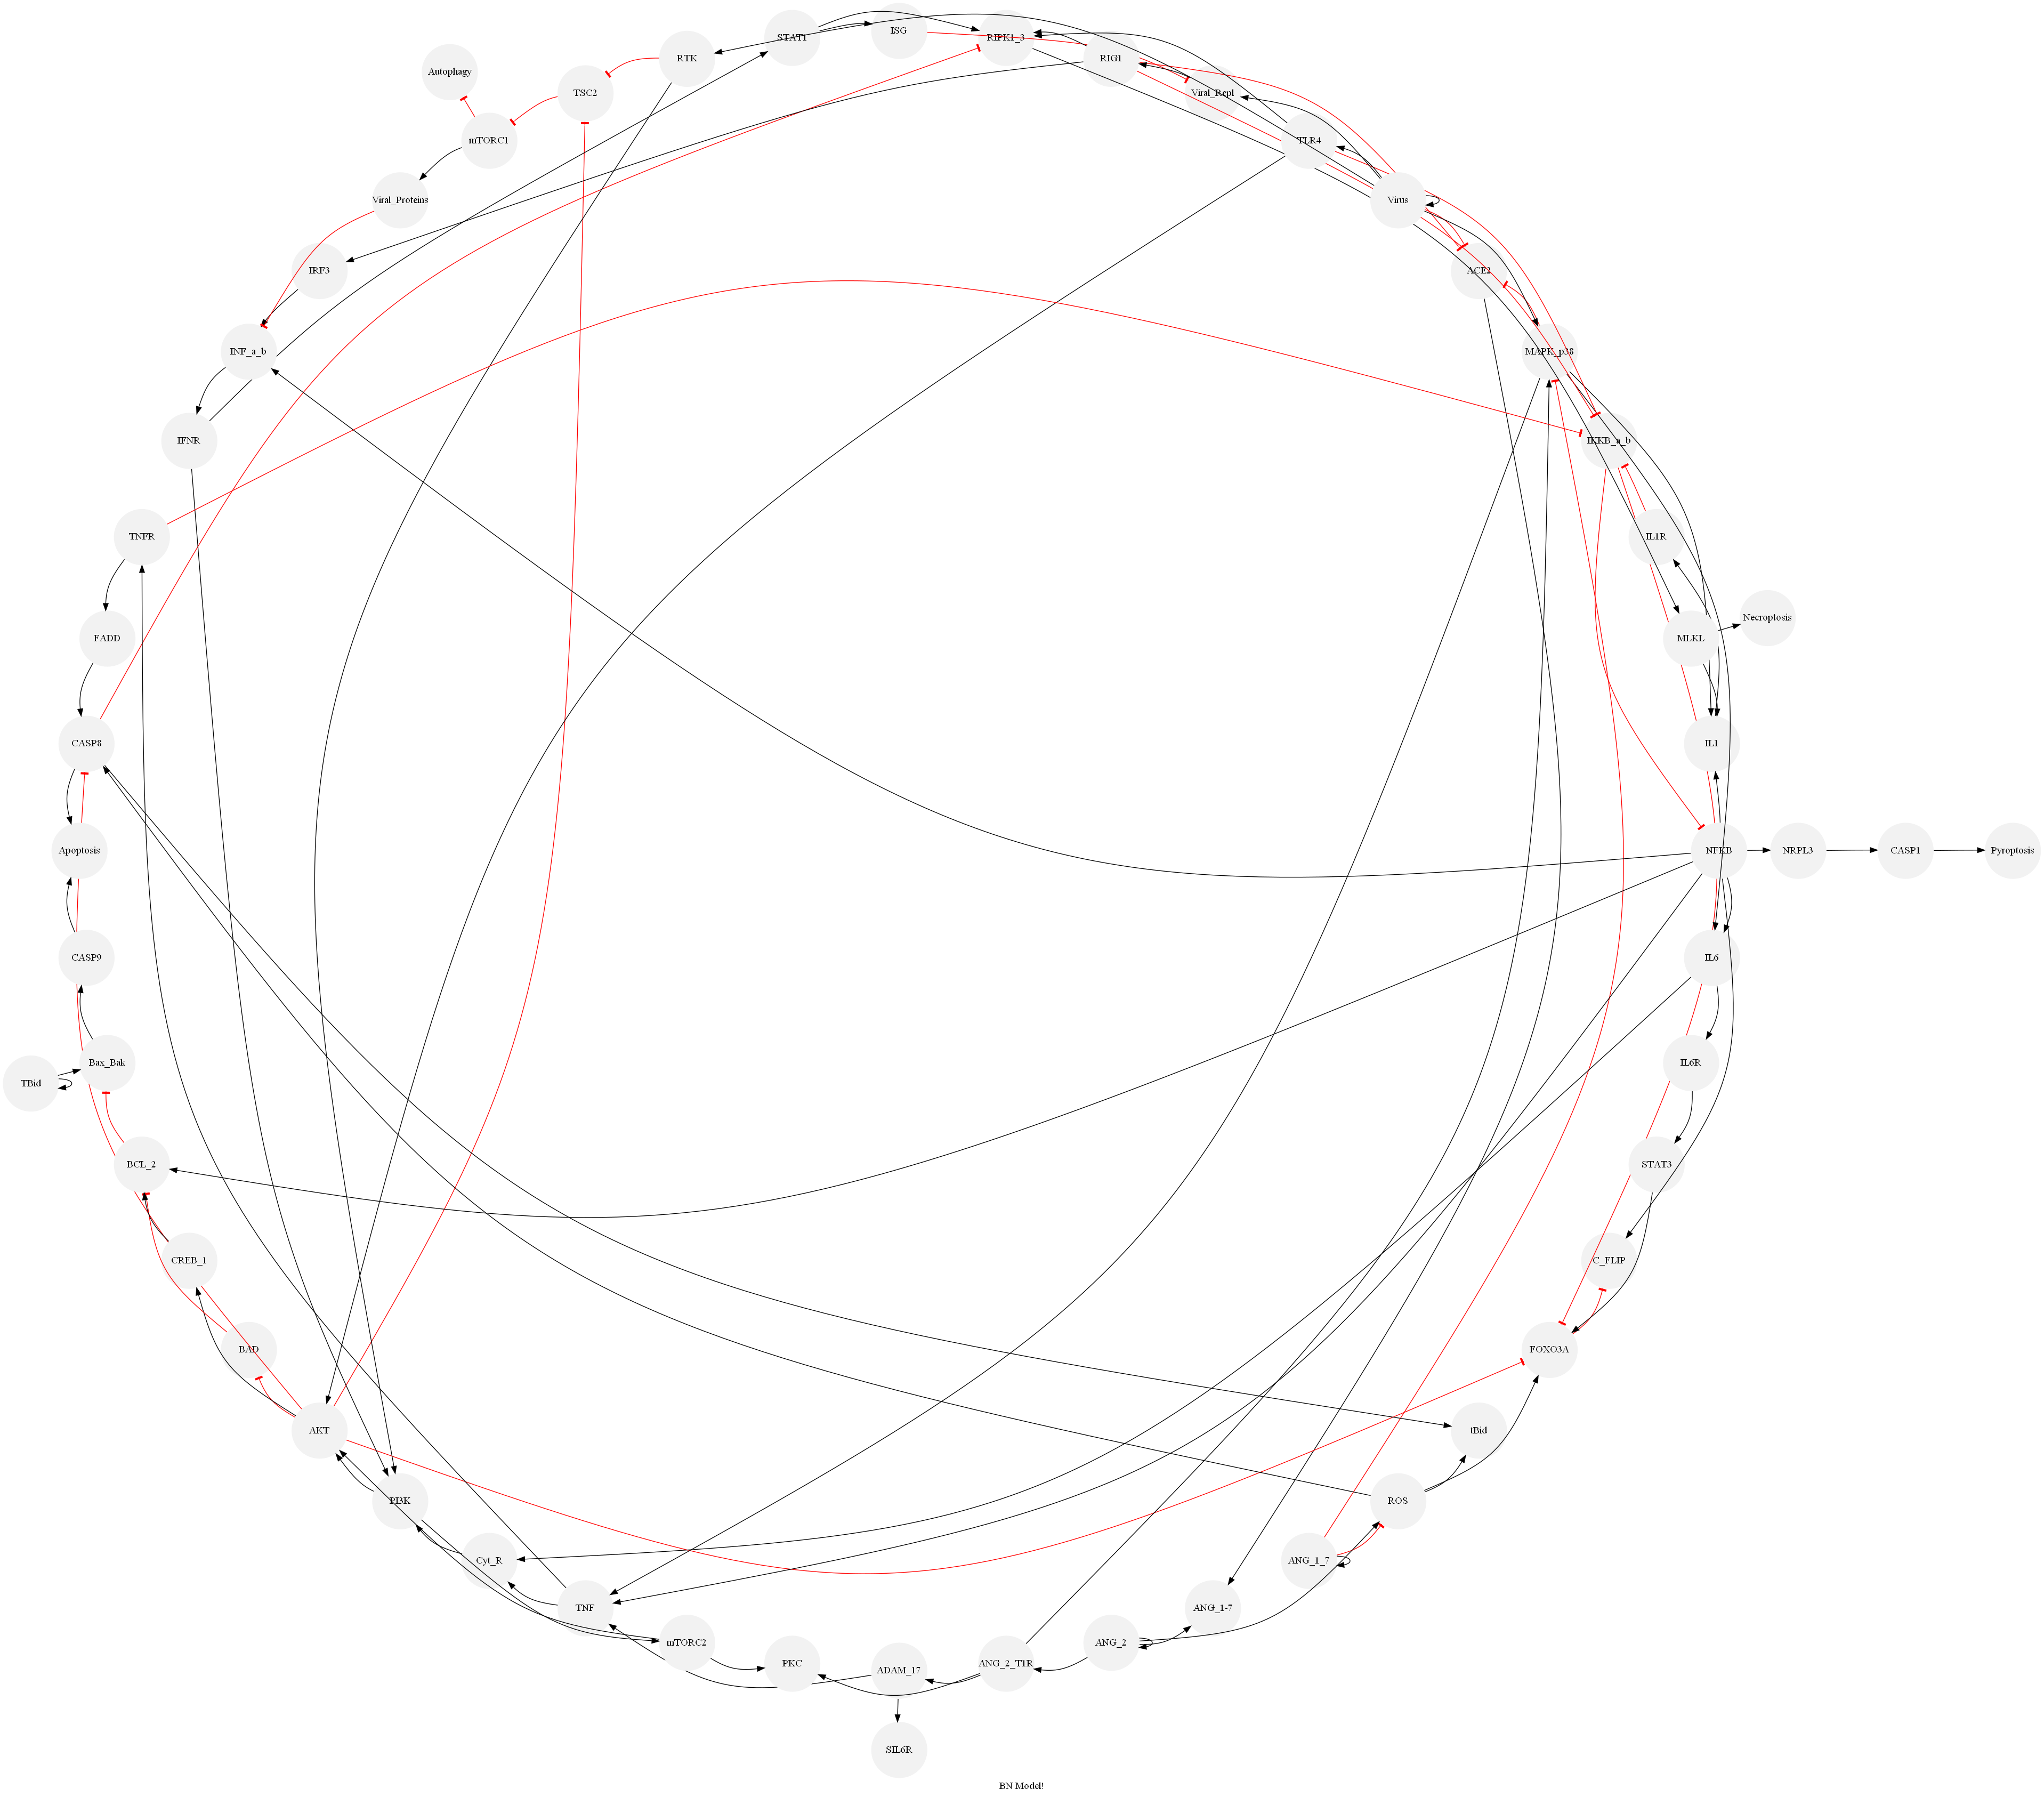 STAT1
ISG
RIPK1_3
RTK
RIG1
Autophagy
TSC2
Viral_Repl
mTORC1
TLR4
Viral_Proteins
Virus
IRF3
ACE2
INF_a_b
MAPK_p38
IFNR
IKKB_a_b
TNFR
IL1R
Necroptosis
FADD
MLKL
CASP8
IL1
Apoptosis
NFKB
NRPL3
CASP1
Pyroptosis
CASP9
IL6
Bax_Bak
IL6R
TBid
BCL_2
STAT3
CREB_1
C_FLIP
BAD
FOXO3A
AKT
tBid
PI3K
ROS
Cyt_R
ANG_1_7
TNF
ANG_1-7
mTORC2
ANG_2
PKC
ADAM_17
ANG_2_T1R
SIL6R
BN Model!